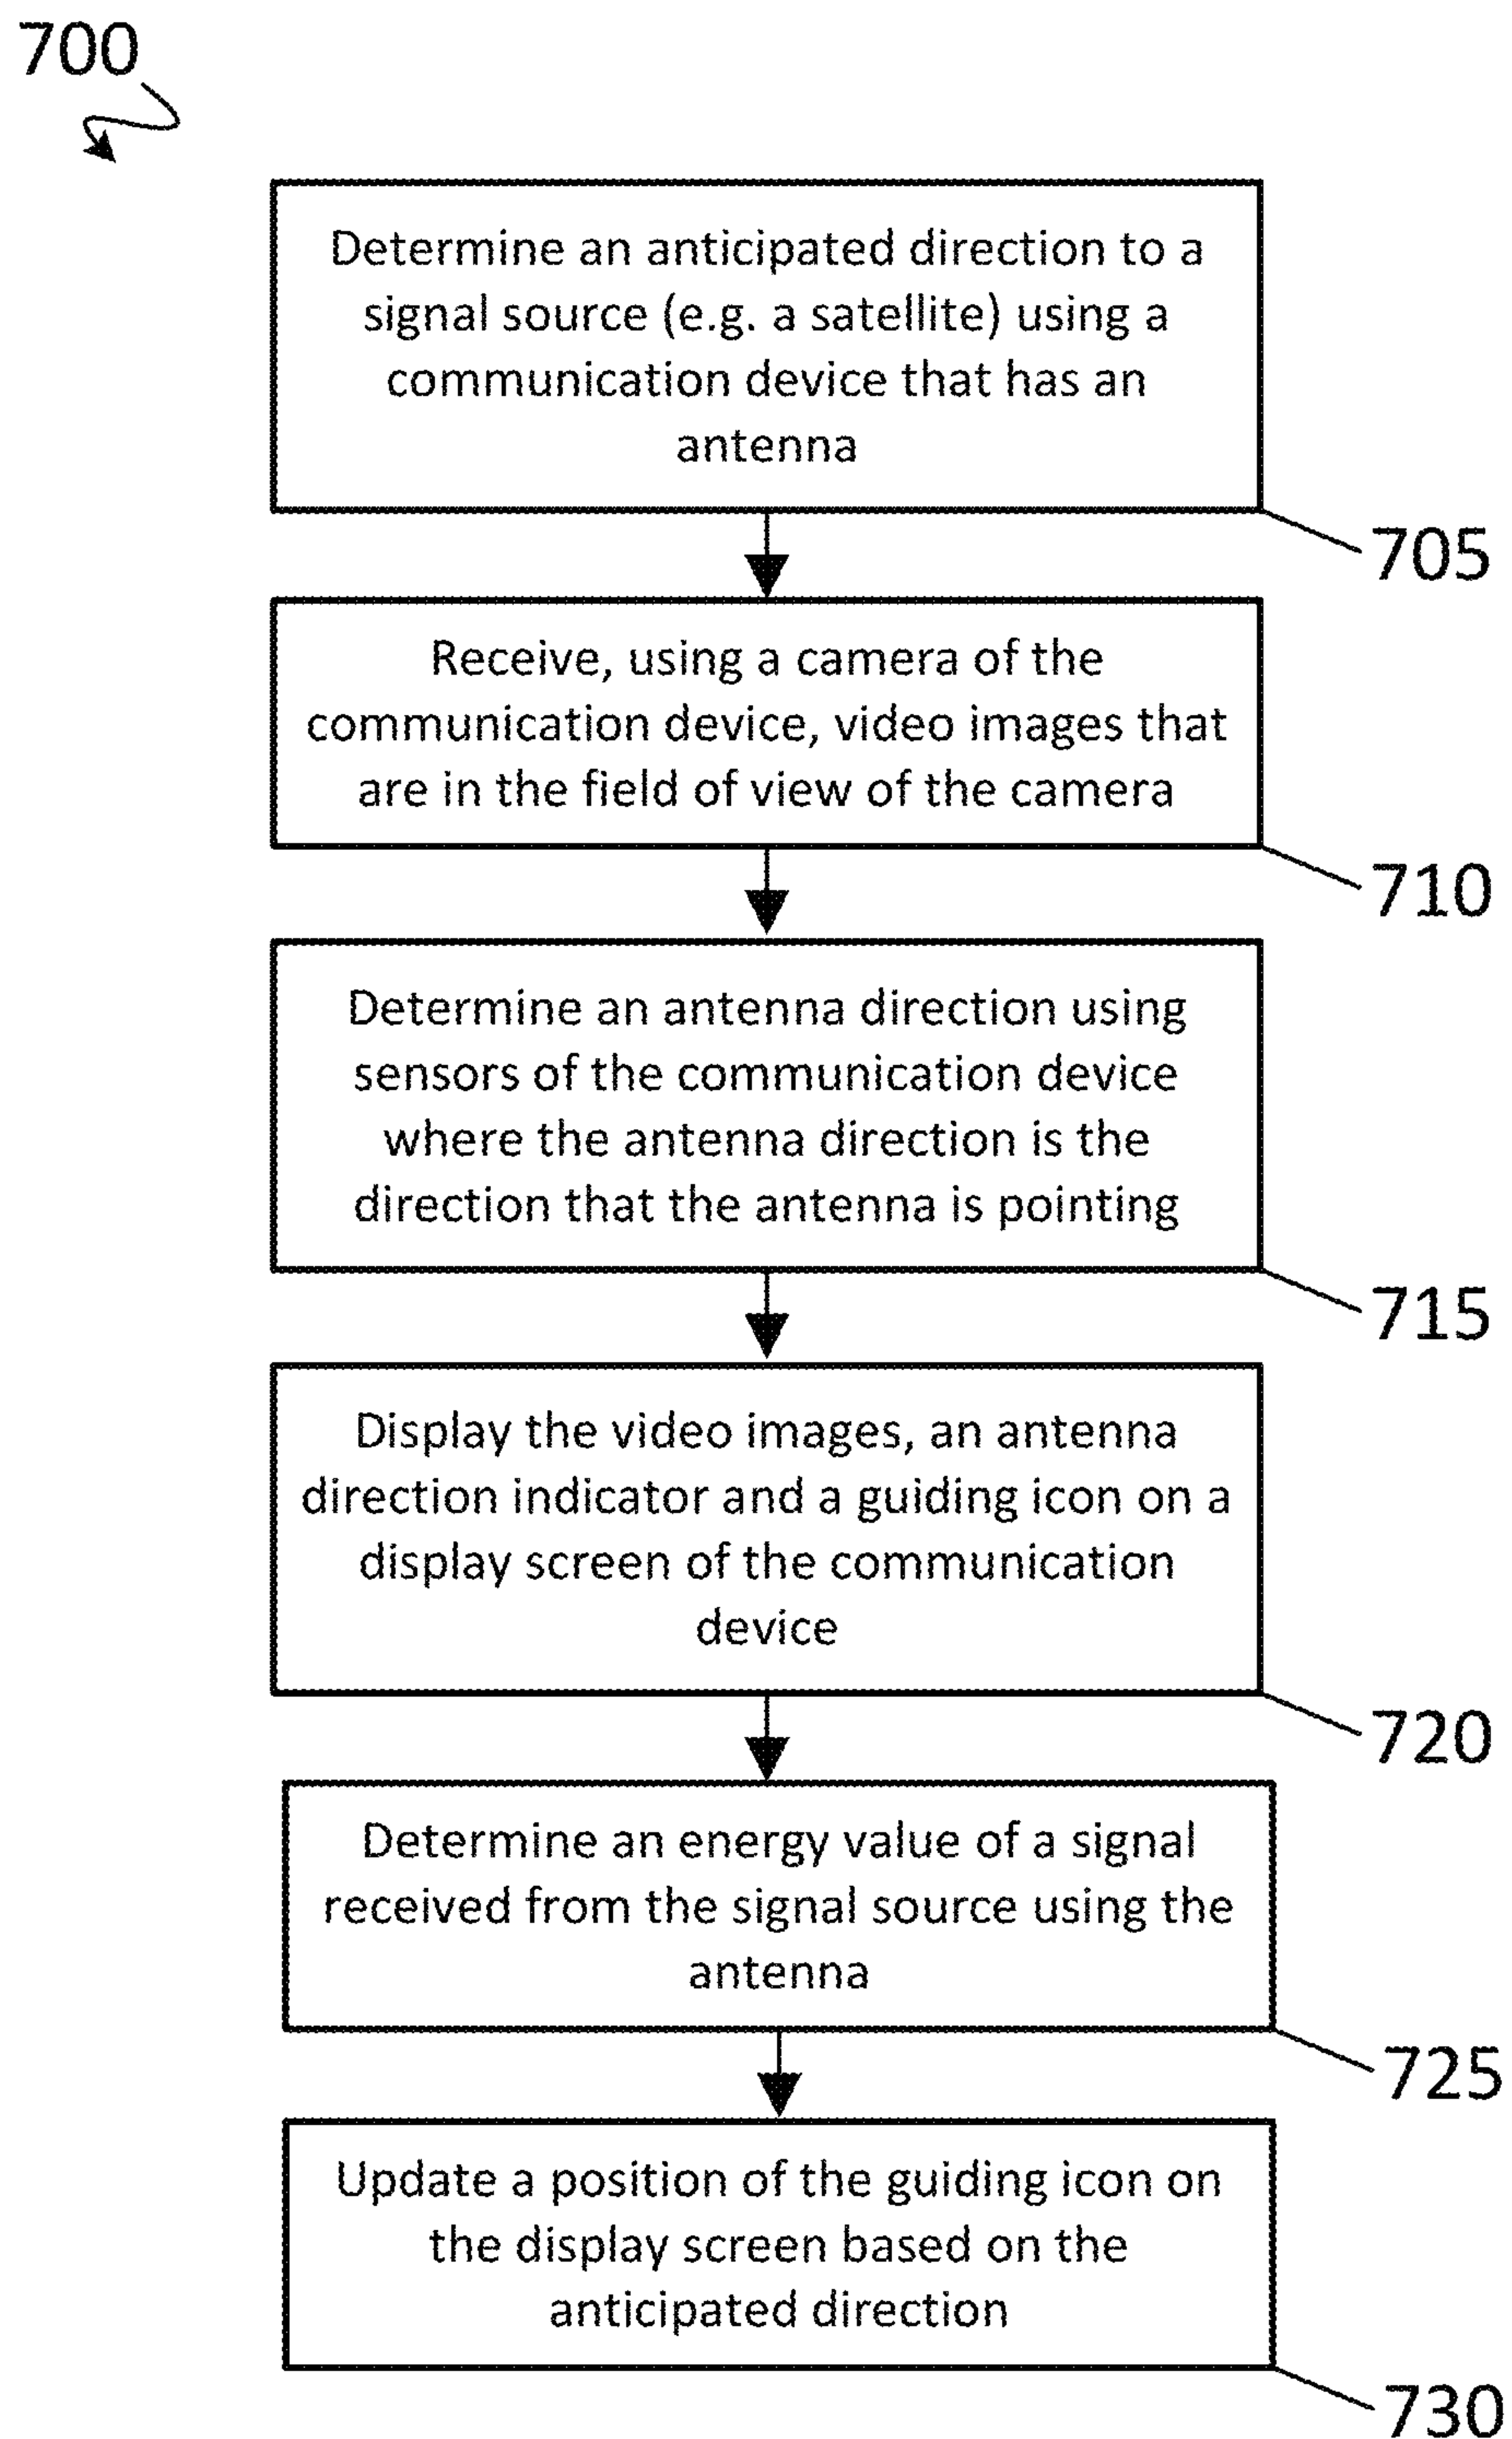 700
Determine an anticipated direction to a
signal source (e.g. a satellite) using a
communication device that has an
antenna
705
Receive, using a camera of the
communication device, video images that
are in the field of view of the camera
710
Determine an antenna direction using
sensors of the communication device
where the antenna direction is the
direction that the antenna is pointing
715
Display the video images, an antenna
direction indicator and a guiding icon on a
display screen of the communication
device
720
Determine an energy value of a signal
received from the signal source using the
antenna
725
Update a position of the guiding icon on
the display screen based on the
anticipated direction
730